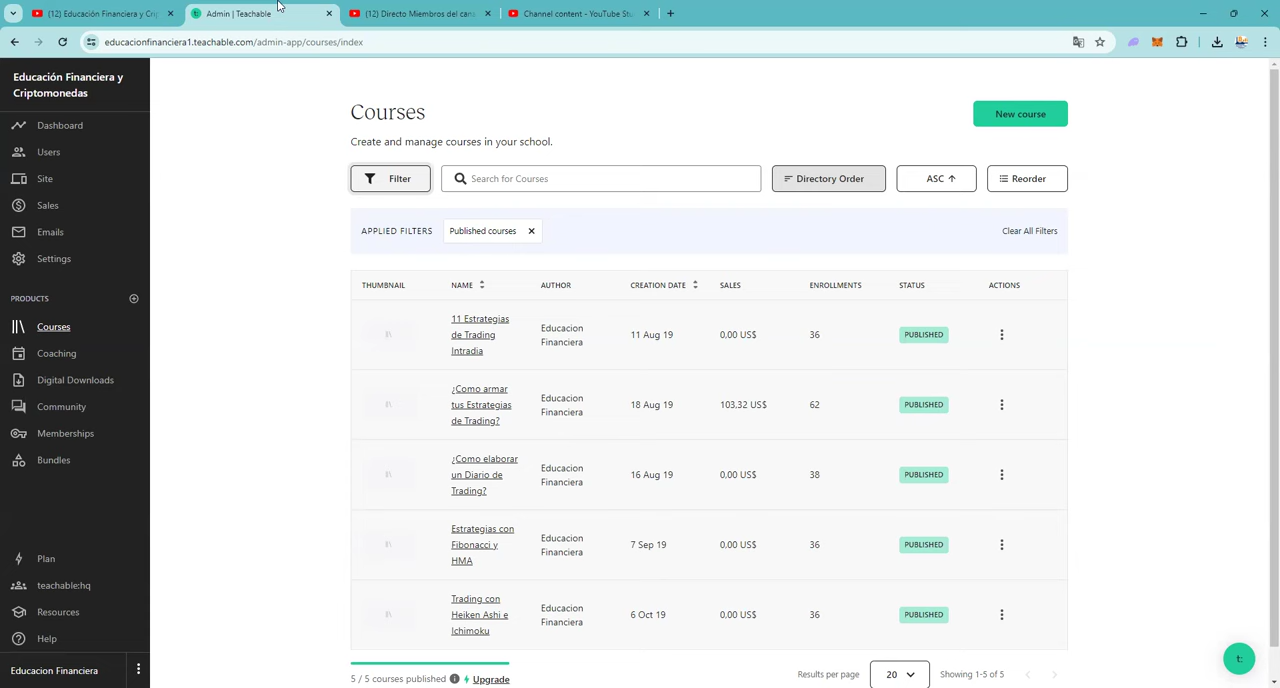 (12) Educación Financiera y Crip
Admin | Teachable
(12) Directo Miembros del cana
Channel content - YouTube Stu
educacionfinanciera1.teachable.com/admin-app/courses/index
Educación Financiera y
Criptomonedas
Dashboard
Users
Site
Sales
Emails
Settings
PRODUCTS
Courses
Coaching
Digital Downloads
Community
Memberships
Bundles
Plan
teachable:hq
Resources
Help
Educacion Financiera
Courses
New course
Create and manage courses in your school.
Filter
Search for Courses
Directory Order
ASC
Reorder
APPLIED FILTERS
Published courses
Clear All Filters
THUMBNAIL NAME AUTHOR CREATION DATE SALES ENROLLMENTS STATUS ACTIONS
11 Estrategias
de Trading
Intradia
Educacion
Financiera
11 Aug 19
0,00 US$
36
PUBLISHED
¿Como armar
tus Estrategias
de Trading?
Educacion
Financiera
18 Aug 19
103,32 US$
62
PUBLISHED
¿Como elaborar
un Diario de
Trading?
Educacion
Financiera
16 Aug 19
0,00 US$
38
PUBLISHED
Estrategias con
Fibonacci y
HMA
Educacion
Financiera
7 Sep 19
0,00 US$
36
PUBLISHED
Trading con
Heiken Ashi e
Ichimoku
Educacion
Financiera
6 Oct 19
0,00 US$
36
PUBLISHED
5 / 5 courses published
Upgrade
Results per page
20
Showing 1-5 of 5
t: